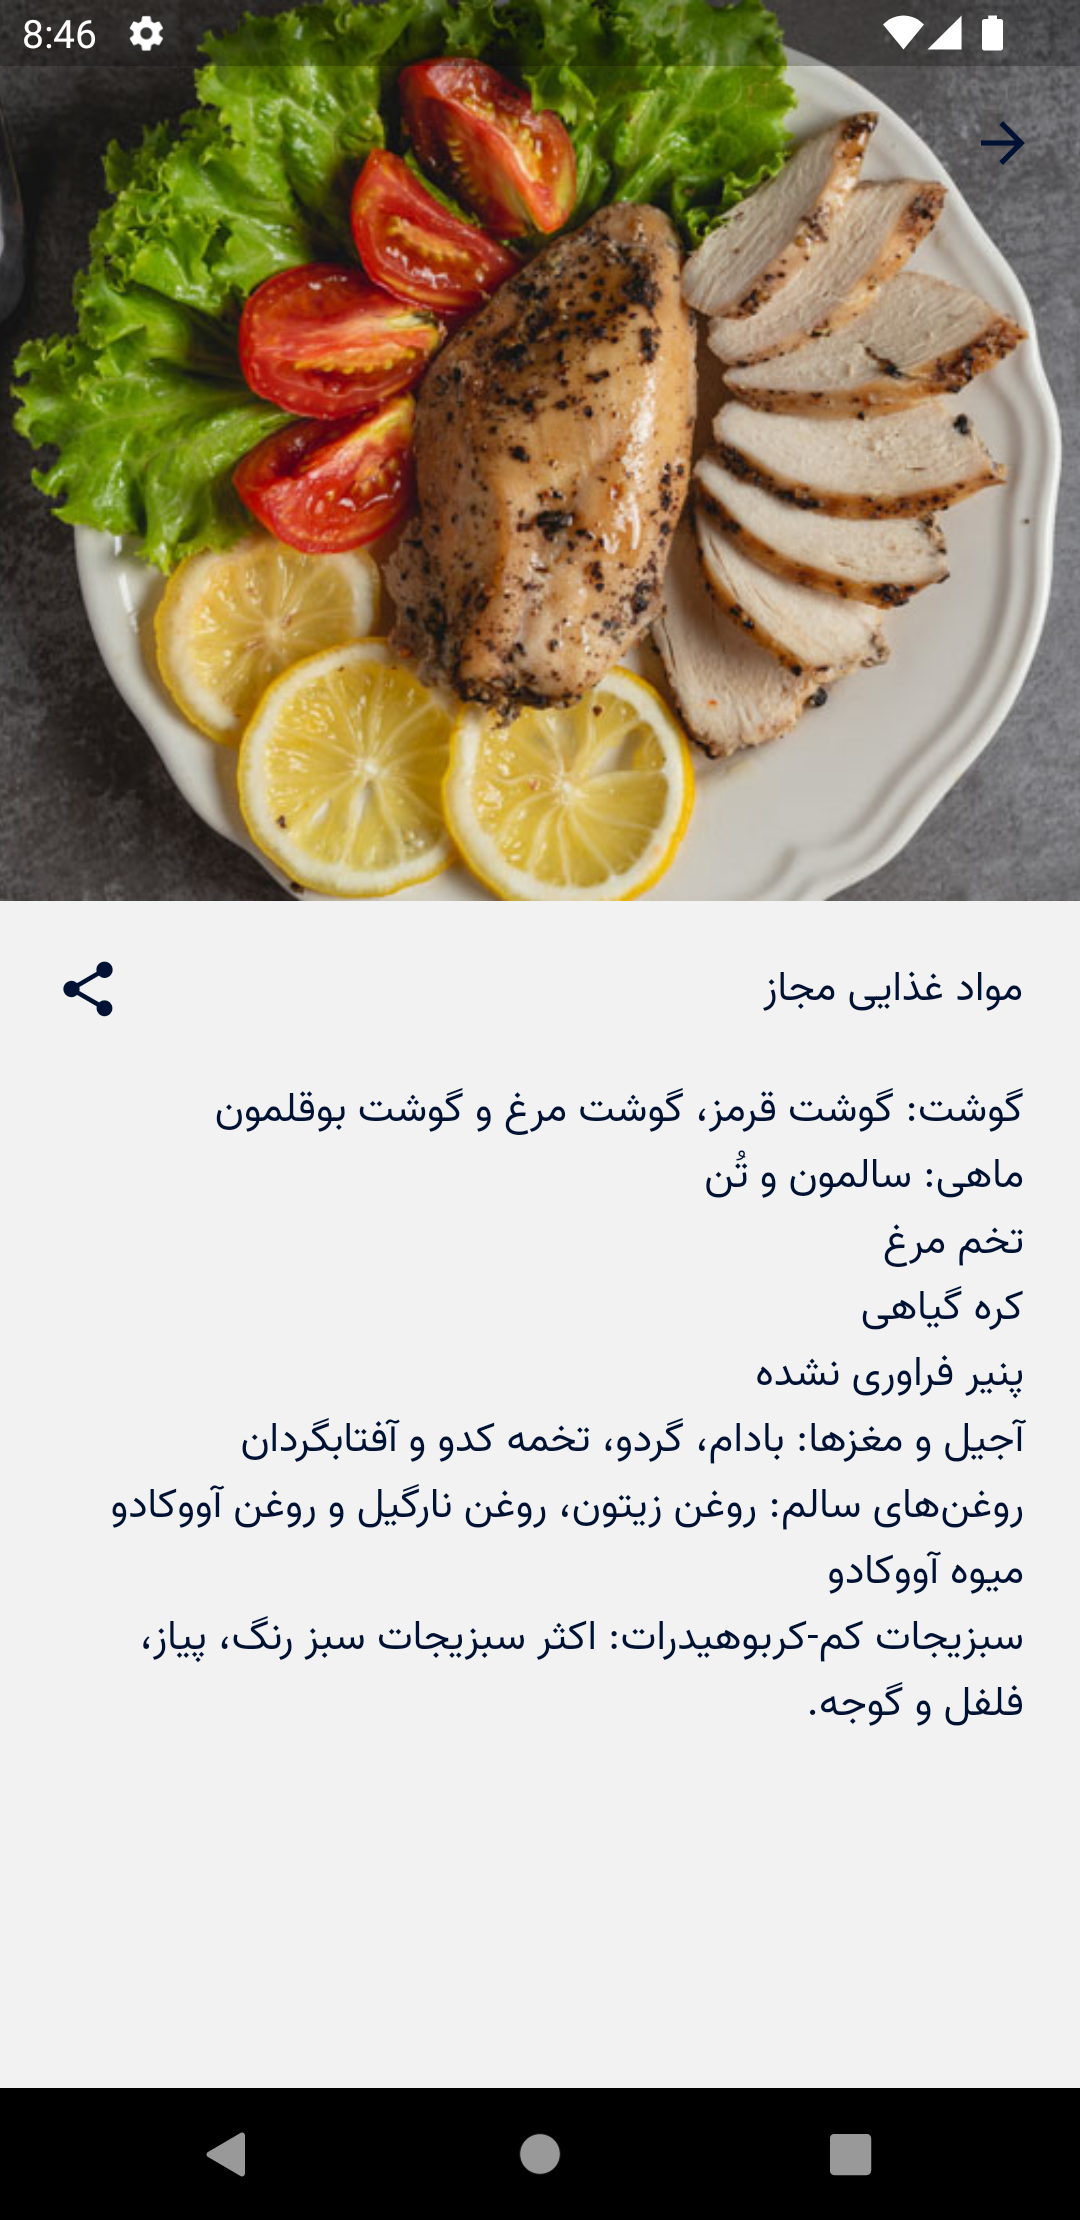 8:46
مواد غذایی مجاز
گوشت: گوشت قرمز، گوشت مرغ و گوشت بوقلمون
ماهی: سالمون و تُن
تخم مرغ
کره گیاهی
پنیر فراوری نشده
آجیل و مغزها: بادام، گردو، تخمه کدو و آفتابگردان
روغن‌های سالم: روغن زیتون، روغن نارگیل و روغن آووکادو
میوه آووکادو
سبزیجات کم-کربوهیدرات: اکثر سبزیجات سبز رنگ، پیاز،
فلفل و گوجه.